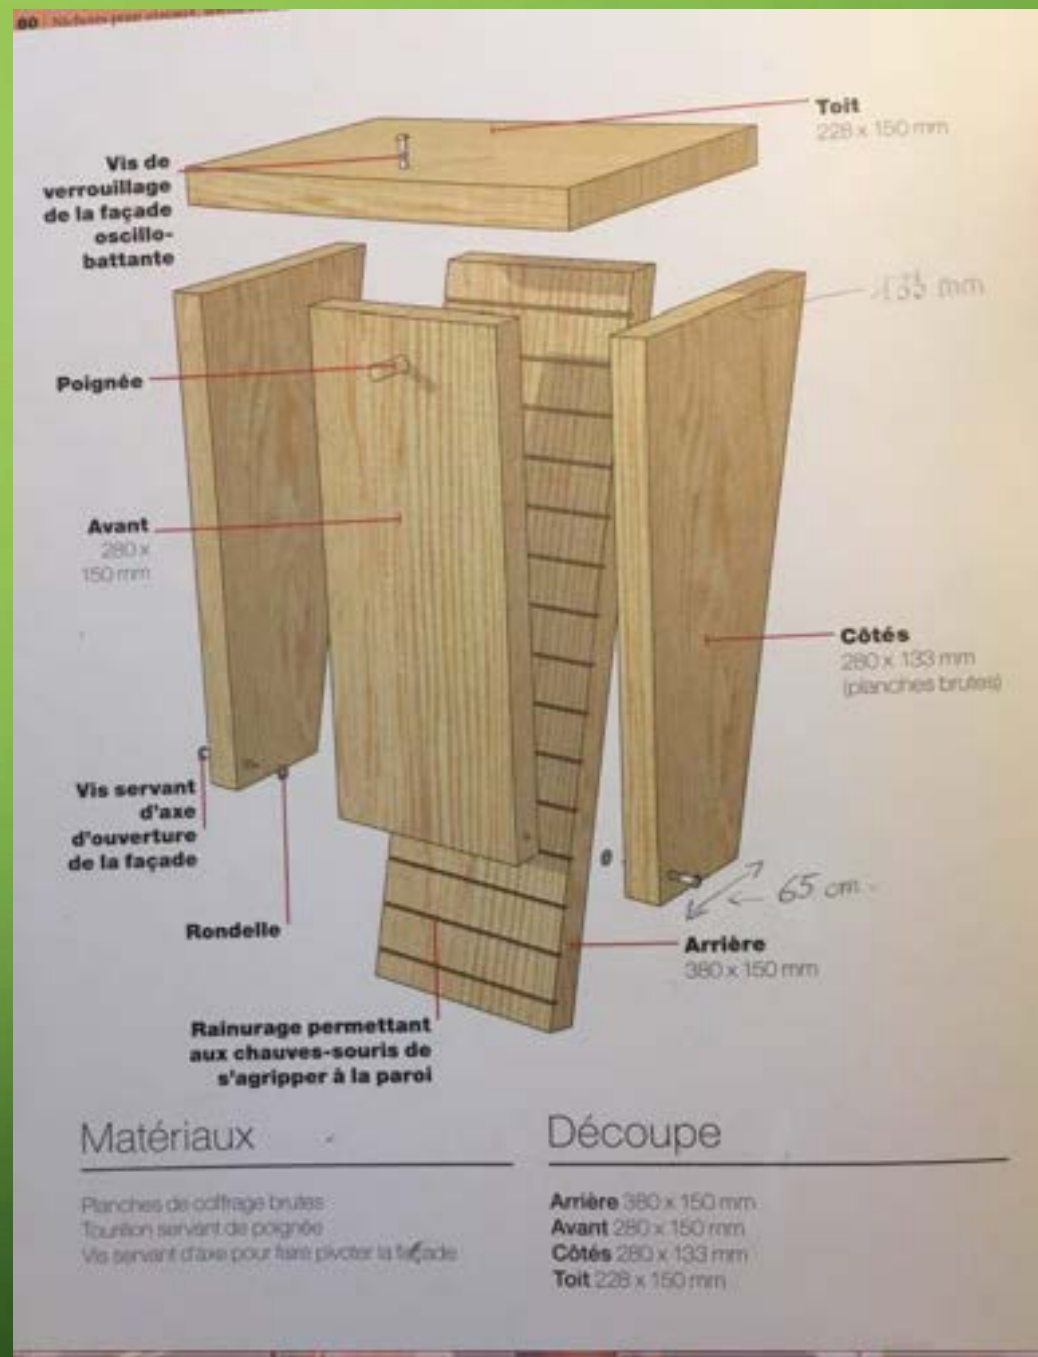 80 Nichoirs pour oiseaux,
Toit
228 x 150 mm
Vis de
verrouillage
de la façade
oscillo-
battante
133 mm
Poignée
Avant
280 x
150 mm
Côtés
280 x 133 mm
(planches brutes)
Vis servant
d'axe
d'ouverture
de la façade
65 cm
Rondelle
Arrière
380 x 150 mm
Rainurage permettant
aux chauves-souris de
s'agripper à la paroi
Matériaux
Planches de coffrage brutes
Tourillon servant de poignée
Vis servant d'axe pour faire pivoter la façade
Découpe
Arrière 380 x 150 mm
Avant 280 x 150 mm
Côtés 280 x 133 mm
Toit 228 x 150 mm